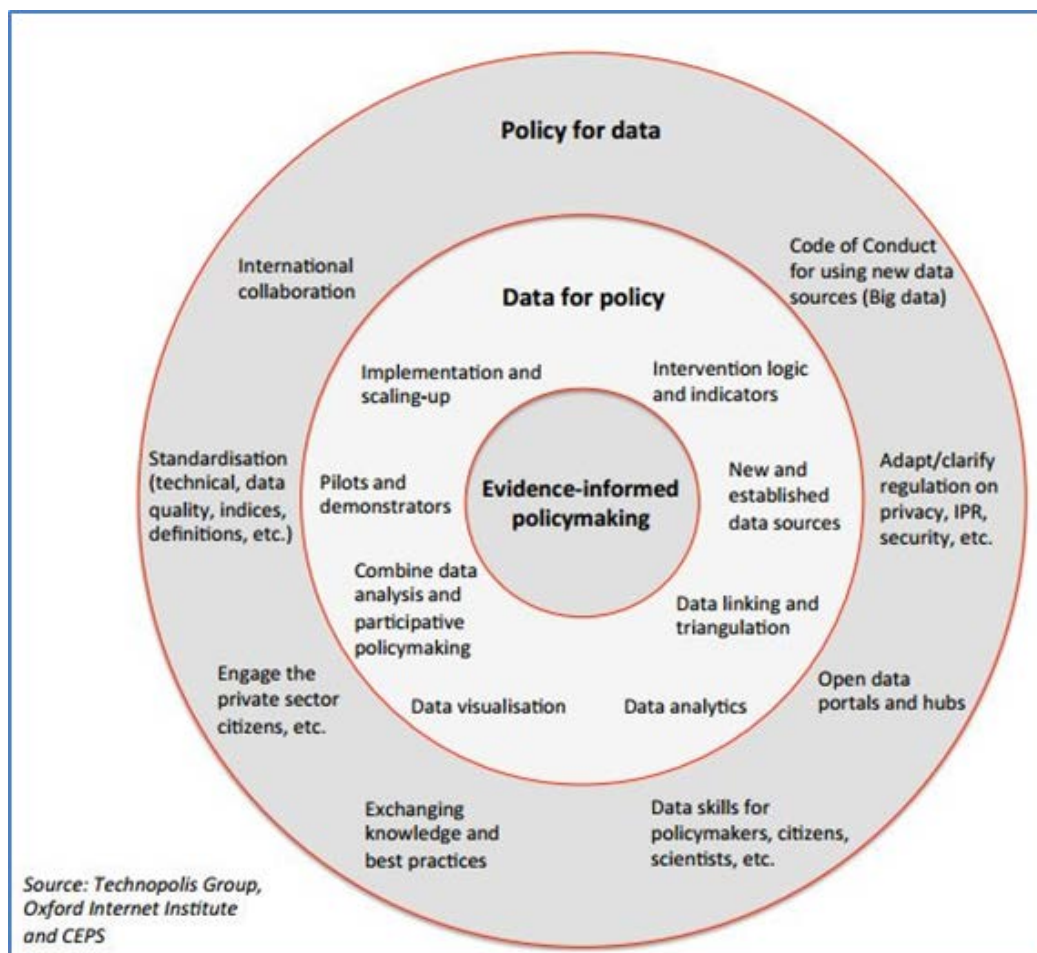 Policy for data
International
collaboration
Code of Conduct
for using new data
sources (Big data)
Data for policy
Implementation and
scaling-up
Intervention logic
and indicators
Standardisation
(technical, data
quality, indices,
definitions, etc.)
Pilots and
demonstrators
Evidence-informed
policymaking
New and
established
data sources
Adapt/clarify
regulation on
privacy, IPR,
security, etc.
Combine data
analysis and
participative
policymaking
Data linking and
triangulation
Engage the
private sector
citizens, etc.
Data visualisation
Data analytics
Open data
portals and hubs
Exchanging
knowledge and
best practices
Data skills for
policymakers, citizens,
scientists, etc.
Source: Technopolis Group,
Oxford Internet Institute
and CEPS